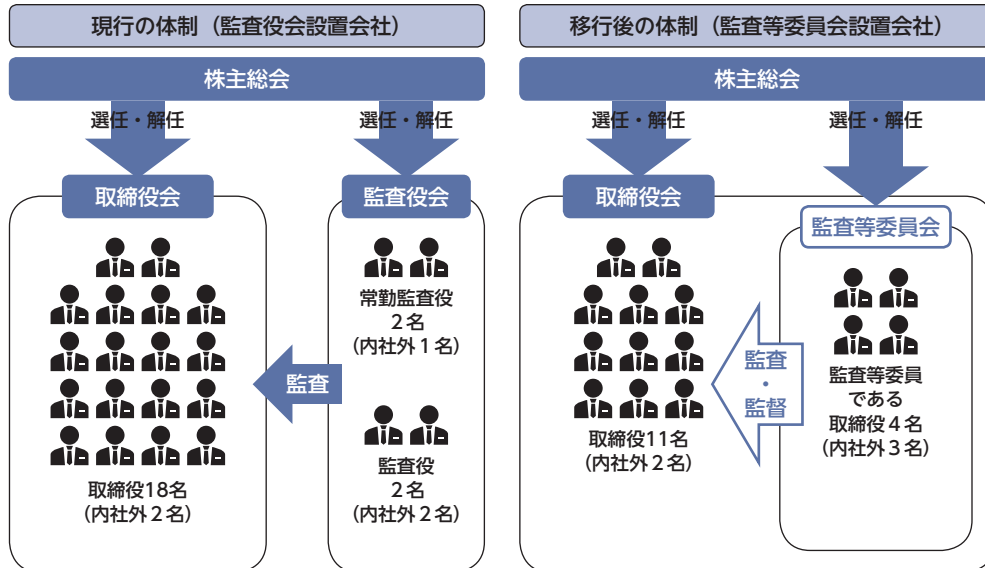 現行の体制（監査役会設置会社）
株主総会
選任・解任
選任・解任
取締役会
監査役会
常勤監査役
２名
（内社外１名）
監査
監査役
２名
（内社外２名）
取締役18名
（内社外２名）
移行後の体制（監査等委員会設置会社）
株主総会
選任・解任
選任・解任
取締役会
監査等委員会
監査
・
監督
取締役11名
（内社外２名）
監査等委員
である
取締役４名
（内社外３名）